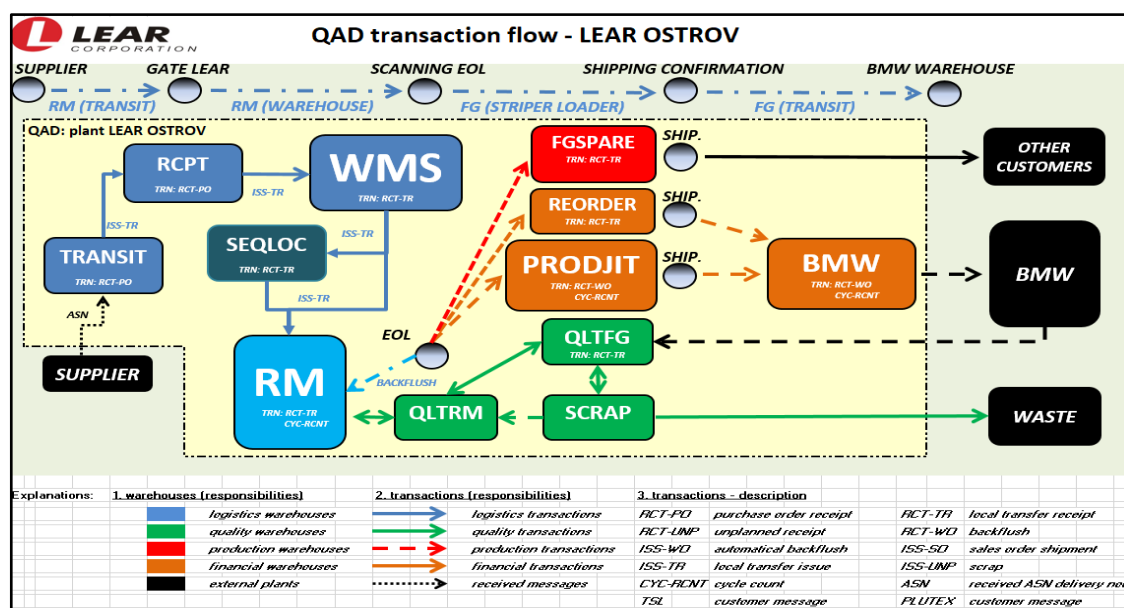 LEAR
CORPORATION
QAD transaction flow - LEAR OSTROV
SUPPLIER GATE LEAR SCANNING EOL SHIPPING CONFIRMATION BMW WAREHOUSE
RM (TRANSIT) RM (WAREHOUSE) FG (STRIPER LOADER) FG (TRANSIT)
QAD: plant LEAR OSTROV
RCPT
TRN: RCT-PO
ISS-TR
WMS
TRN: RCT-TR
FGSPARE
TRN: RCT-TR
SHIP.
OTHER
CUSTOMERS
REORDER
TRN: RCT-TR
SHIP.
ISS-TR
ISS-TR
SEQLOC
TRN: RCT-TR
TRANSIT
TRN: RCT-PO
PRODJIT
TRN: RCT-WO
CYC-RCNT
SHIP.
BMW
TRN: RCT-WO
CYC-RCNT
BMW
ISS-TR
ASN
EOL
QLTFG
TRN: RCT-TR
SUPPLIER
RM
TRN: RCT-TR
CYC-RCNT
BACKFLUSH
QLTRM
SCRAP
WASTE
Explanations: 1. warehouses (responsibilities) 2. transactions (responsibilities) 3. transactions - description
logistics warehouses logistics transactions RCT-PO purchase order receipt RCT-TR local transfer receipt
quality warehouses quality transactions RCT-UNP unplanned receipt RCT-WO backflush
production warehouses production transactions ISS-WO automatical backflush ISS-SO sales order shipment
financial warehouses financial transactions ISS-TR local transfer issue ISS-UNP scrap
external plants received messages CYC-RCNT cycle count ASN received ASN delivery
TSL customer message PLUTEX customer message